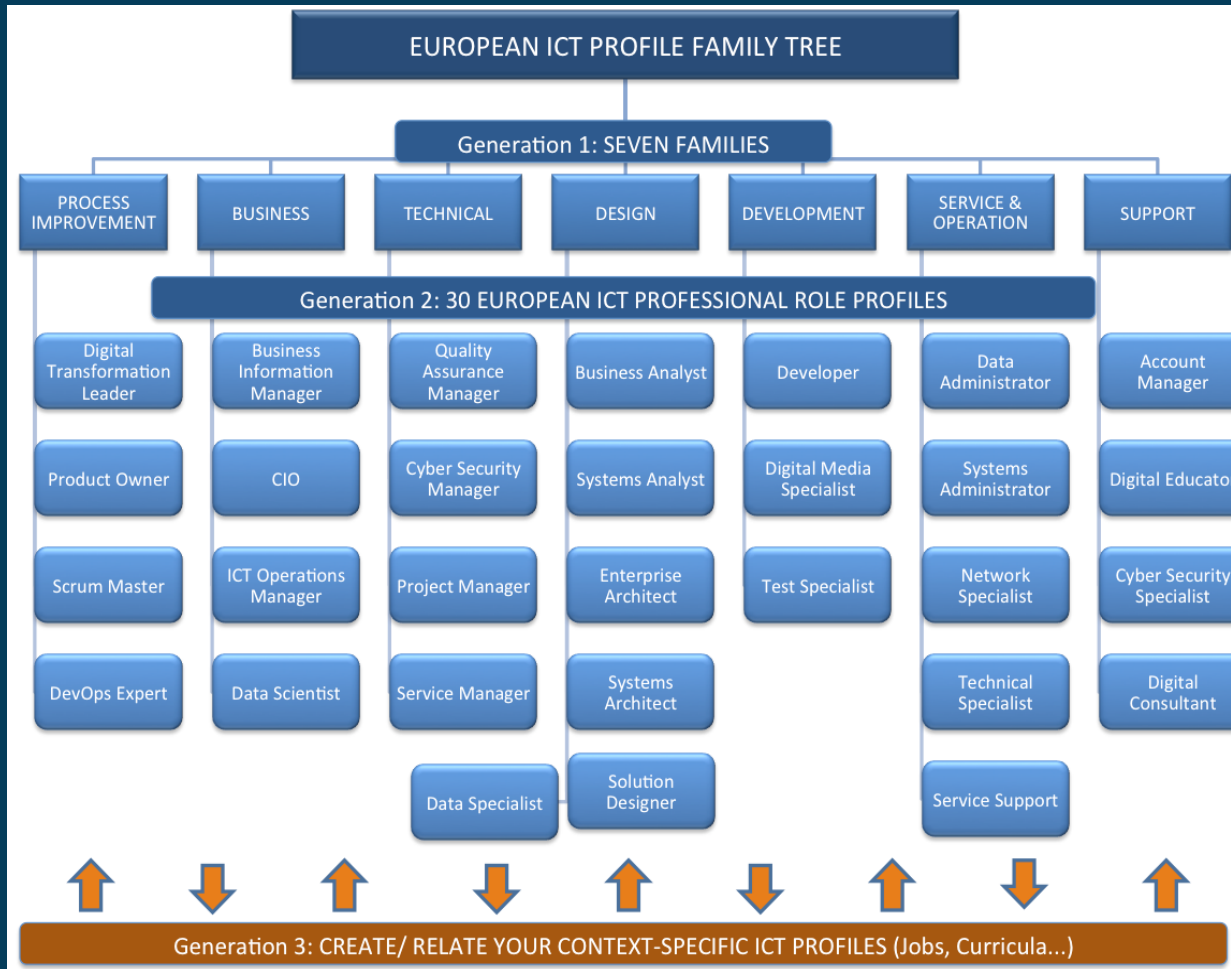 EUROPEAN ICT PROFILE FAMILY TREE
Generation 1: SEVEN FAMILIES
PROCESS
IMPROVEMENT
BUSINESS
TECHNICAL
DESIGN
DEVELOPMENT
SERVICE &
OPERATION
SUPPORT
Generation 2: 30 EUROPEAN ICT PROFESSIONAL ROLE PROFILES
Digital
Transformation
Leader
Business
Information
Manager
Quality
Assurance
Manager
Business Analyst
Developer
Data
Administrator
Account
Manager
Product Owner
CIO
Cyber Security
Manager
Systems Analyst
Digital Media
Specialist
Systems
Administrator
Digital Educator
Scrum Master
ICT Operations
Manager
Project Manager
Enterprise
Architect
Test Specialist
Network
Specialist
Cyber Security
Specialist
DevOps Expert
Data Scientist
Service Manager
Systems
Architect
Technical
Specialist
Digital
Consultant
Data Specialist
Solution
Designer
Service Support
Generation 3: CREATE/ RELATE YOUR CONTEXT-SPECIFIC ICT PROFILES (Jobs, Curricula...)